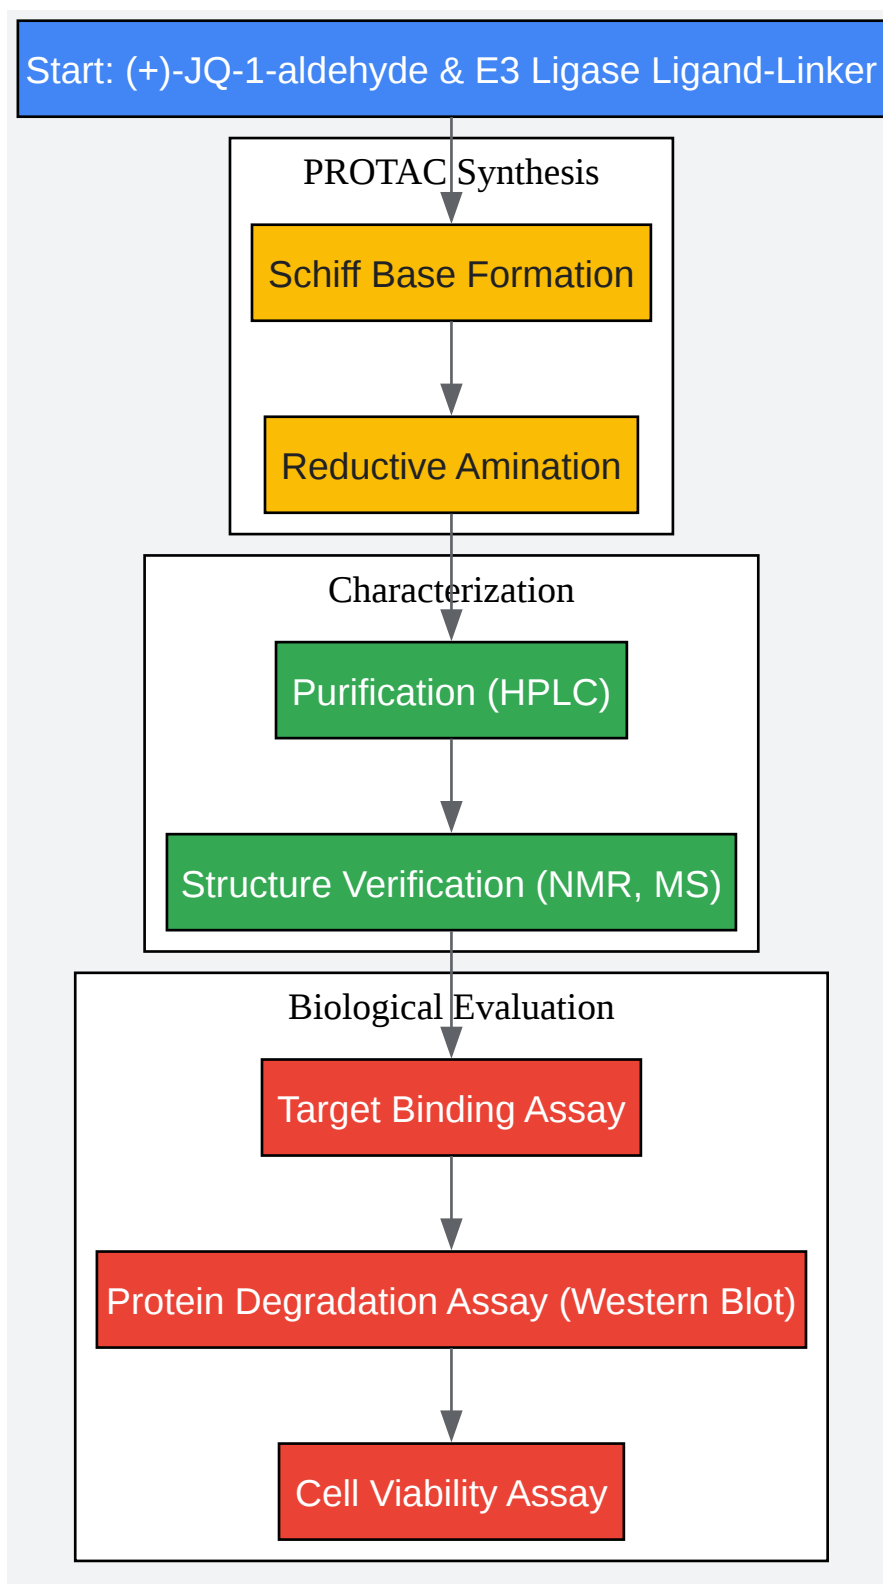 Start: (+)-JQ-1-aldehyde & E3 Ligase Ligand-Linker
PROTAC Synthesis
Schiff Base Formation
Reductive Amination
Characterization
Purification (HPLC)
Structure Verification (NMR, MS)
Biological Evaluation
Target Binding Assay
Protein Degradation Assay (Western Blot)
Cell Viability Assay